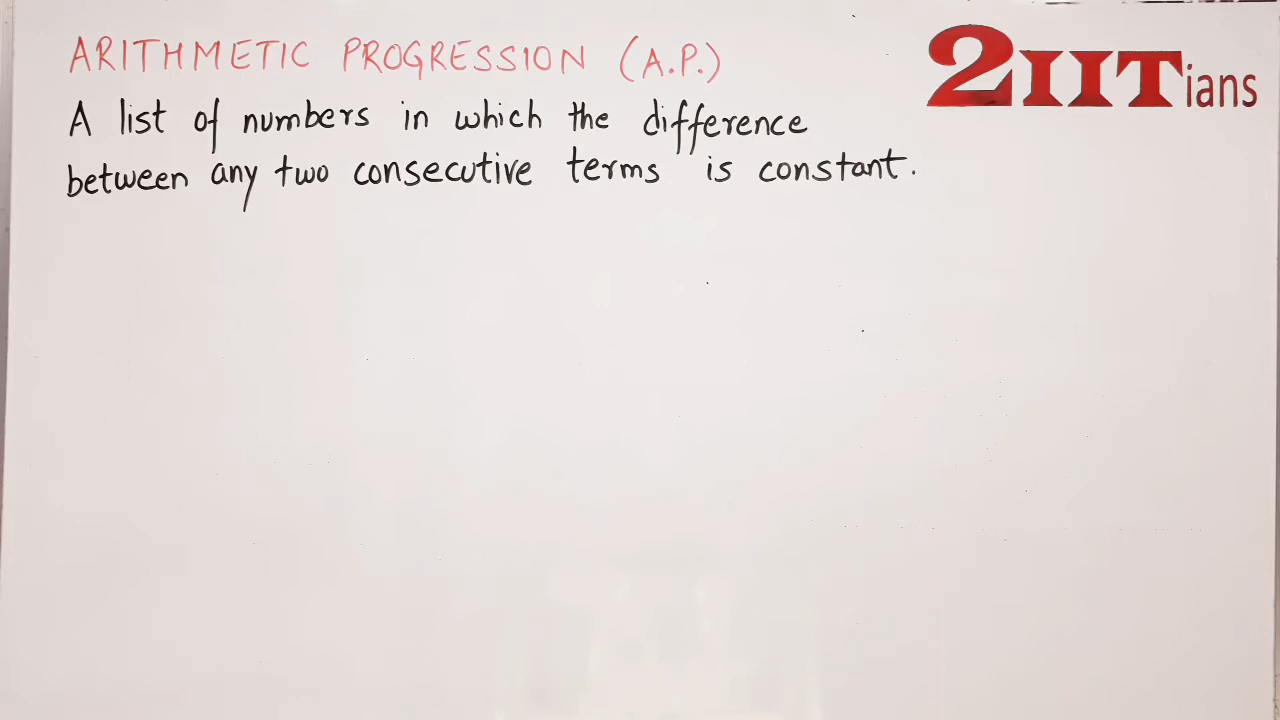 ARITHMETIC PROGRESSION (A.P.)
2IITians
A list of numbers in which the difference
between any two consecutive terms is constant.